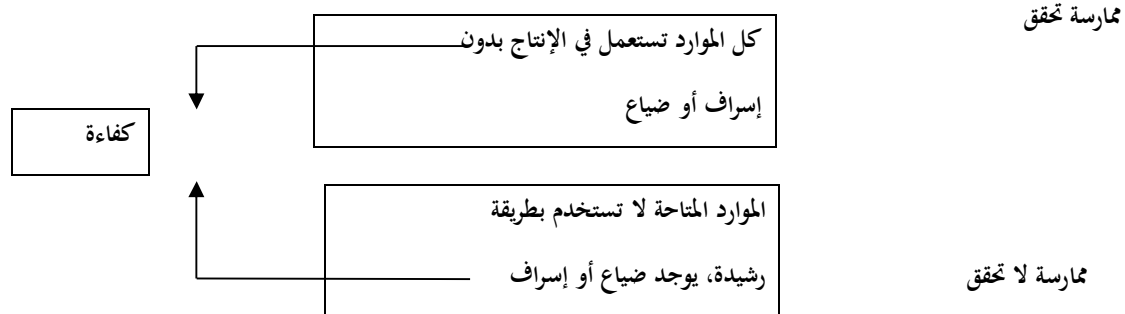 ممارسة تحقق
كل الموارد تستعمل في الإنتاج بدون
إسراف أو ضياع
كفاءة
الموارد المتاحة لا تستخدم بطريقة
رشيدة، يوجد ضياع أو إسراف
ممارسة لا تحقق